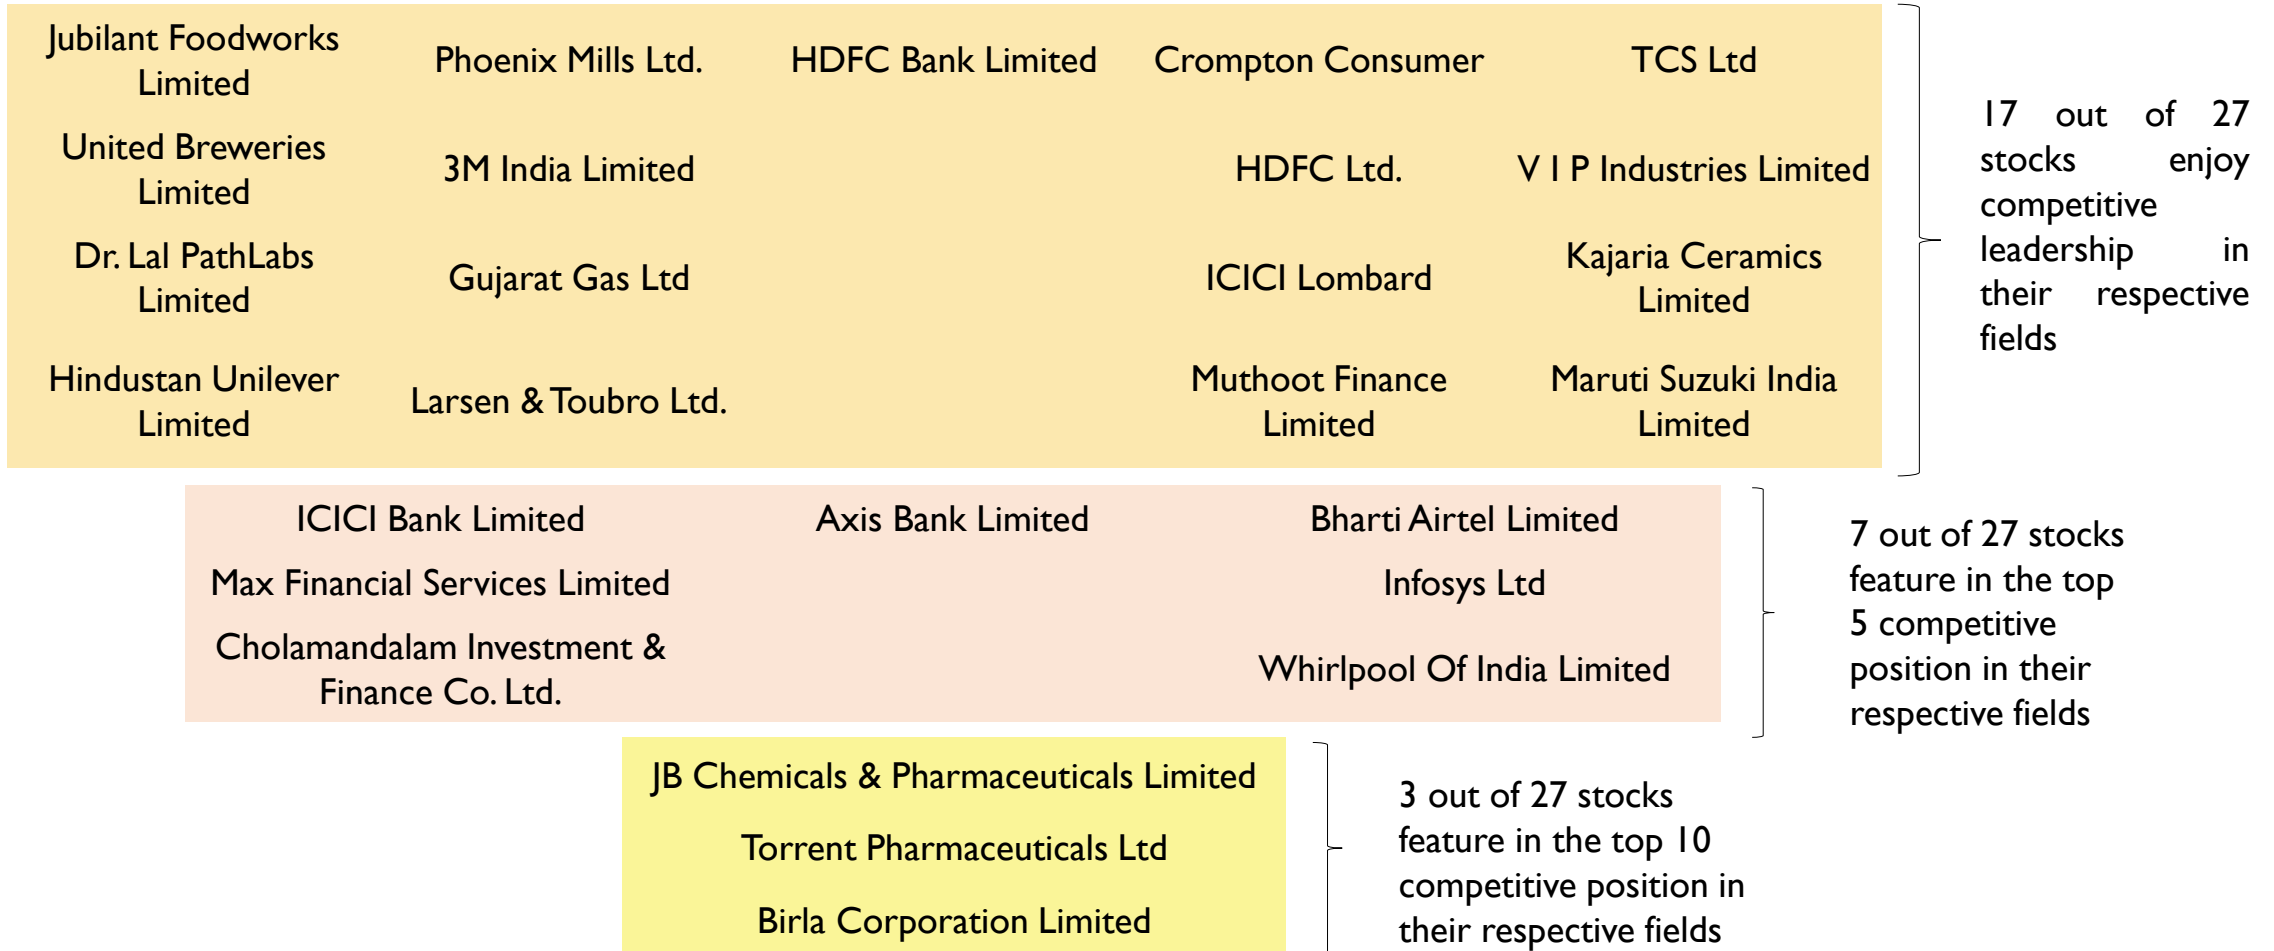 Jubilant Foodworks
Limited
Phoenix Mills Ltd.
HDFC Bank Limited
Crompton Consumer
TCS Ltd
United Breweries
Limited
3M India Limited
HDFC Ltd.
V I P Industries Limited
Dr. Lal PathLabs
Limited
Gujarat Gas Ltd
ICICI Lombard
Kajaria Ceramics
Limited
Hindustan Unilever
Limited
Larsen & Toubro Ltd.
Muthoot Finance
Limited
Maruti Suzuki India
Limited
17 out of 27
stocks enjoy
competitive
leadership in
their respective
fields
ICICI Bank Limited
Axis Bank Limited
Bharti Airtel Limited
Max Financial Services Limited
Infosys Ltd
Cholamandalam Investment &
Finance Co. Ltd.
Whirlpool Of India Limited
7 out of 27 stocks
feature in the top
5 competitive
position in their
respective fields
JB Chemicals & Pharmaceuticals Limited
Torrent Pharmaceuticals Ltd
Birla Corporation Limited
3 out of 27 stocks
feature in the top 10
competitive position in
their respective fields